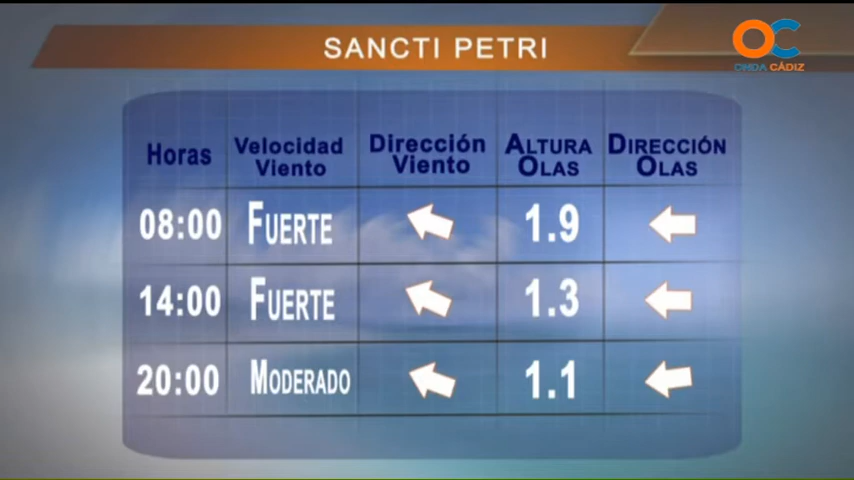 SANCTI PETRI
OC
ONDA CÁDIZ
Horas Velocidad Viento Dirección Viento ALTURA OLAS DIRECCIÓN OLAS
08:00 FUERTE 1.9
14:00 FUERTE 1.3
20:00 MODERADO 1.1